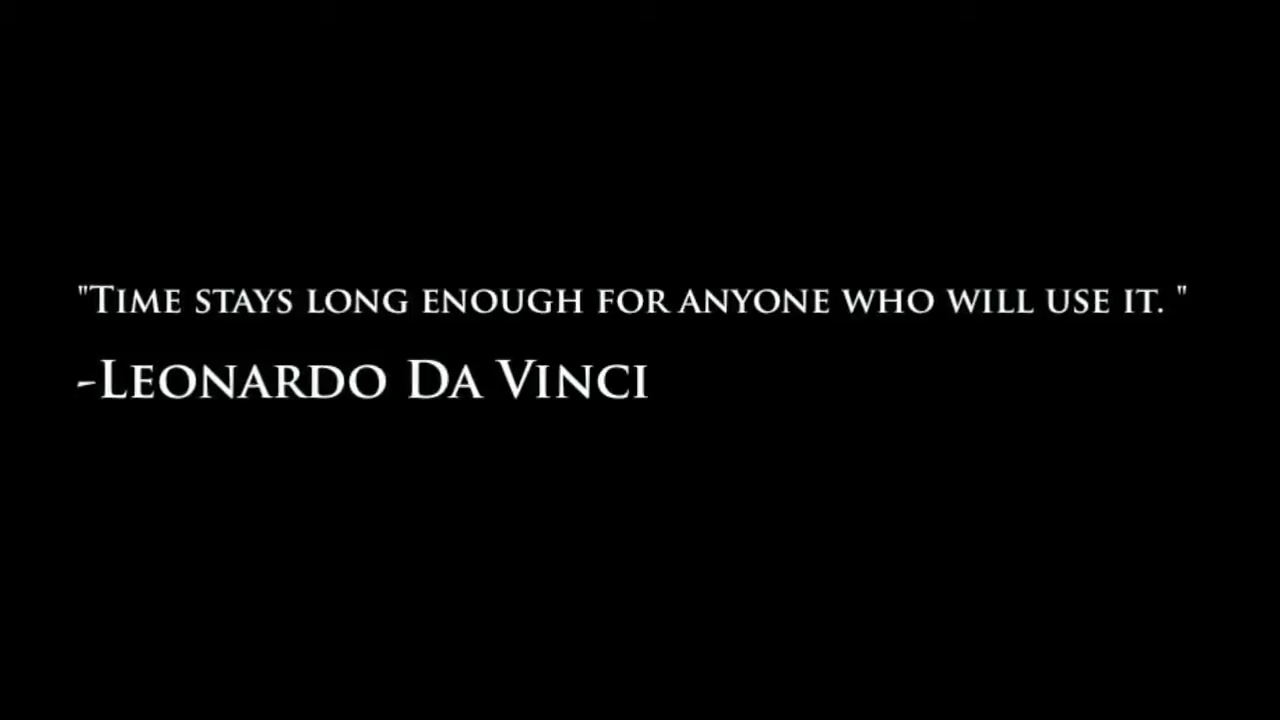 "Time stays long enough for anyone who will use it. "
-Leonardo Da Vinci